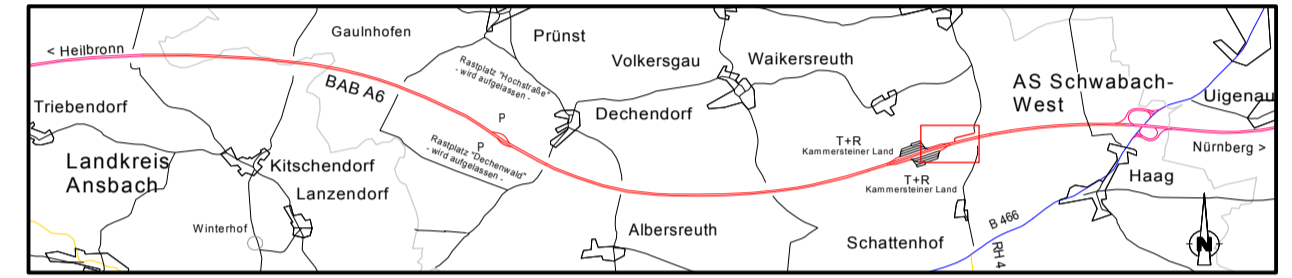 Gaulnhofen
Prünst
< Heilbronn
Volkersgau
Waikersreuth
Rastplatz "Hochstraße"
- wird aufgelassen -
AS Schwabach-
West
BAB A6
Uigenau
Triebendorf
Dechendorf
P
P
Rastplatz "Dechenwald"
- wird aufgelassen -
T+R
Kammersteiner Land
Nürnberg >
Landkreis
Ansbach
Kitschendorf
T+R
Kammersteiner Land
Haag
Lanzendorf
Winterhof
Albersreuth
Schattenhof
B 466
RH 4
N